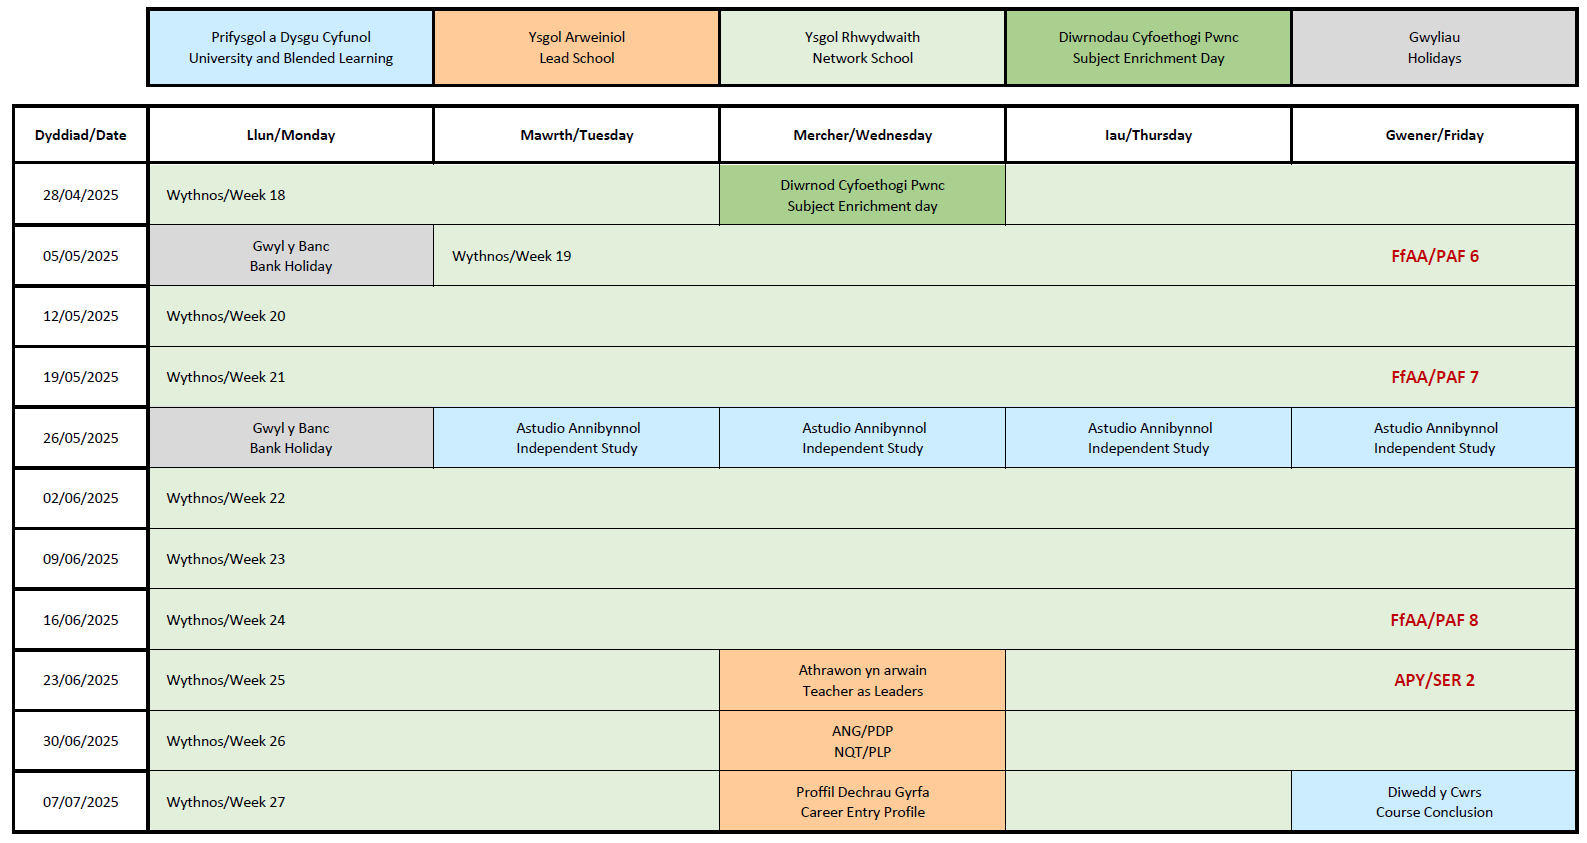 Prifysgol a Dysgu Cyfunol
University and Blended Learning
Ysgol Arweiniol
Lead School
Ysgol Rhwydwaith
Network School
Diwrnodau Cyfoethogi Pwnc
Subject Enrichment Day
Gwyliau
Holidays
Dyddiad/Date
Llun/Monday
Mawrth/Tuesday
Mercher/Wednesday
Iau/Thursday
Gwener/Friday
28/04/2025
Wythnos/Week 18
Diwrnod Cyfoethogi Pwnc
Subject Enrichment day
05/05/2025
Gwyl y Banc
Bank Holiday
Wythnos/Week 19
FfAA/PAF 6
12/05/2025
Wythnos/Week 20
19/05/2025
Wythnos/Week 21
FfAA/PAF 7
26/05/2025
Gwyl y Banc
Bank Holiday
Astudio Annibynnol
Independent Study
Astudio Annibynnol
Independent Study
Astudio Annibynnol
Independent Study
Astudio Annibynnol
Independent Study
02/06/2025
Wythnos/Week 22
09/06/2025
Wythnos/Week 23
16/06/2025
Wythnos/Week 24
FfAA/PAF 8
23/06/2025
Wythnos/Week 25
Athrawon yn arwain
Teacher as Leaders
APY/SER 2
30/06/2025
Wythnos/Week 26
ANG/PDP
NQT/PLP
07/07/2025
Wythnos/Week 27
Proffil Dechrau Gyrfa
Career Entry Profile
Diwedd y Cwrs
Course Conclusion